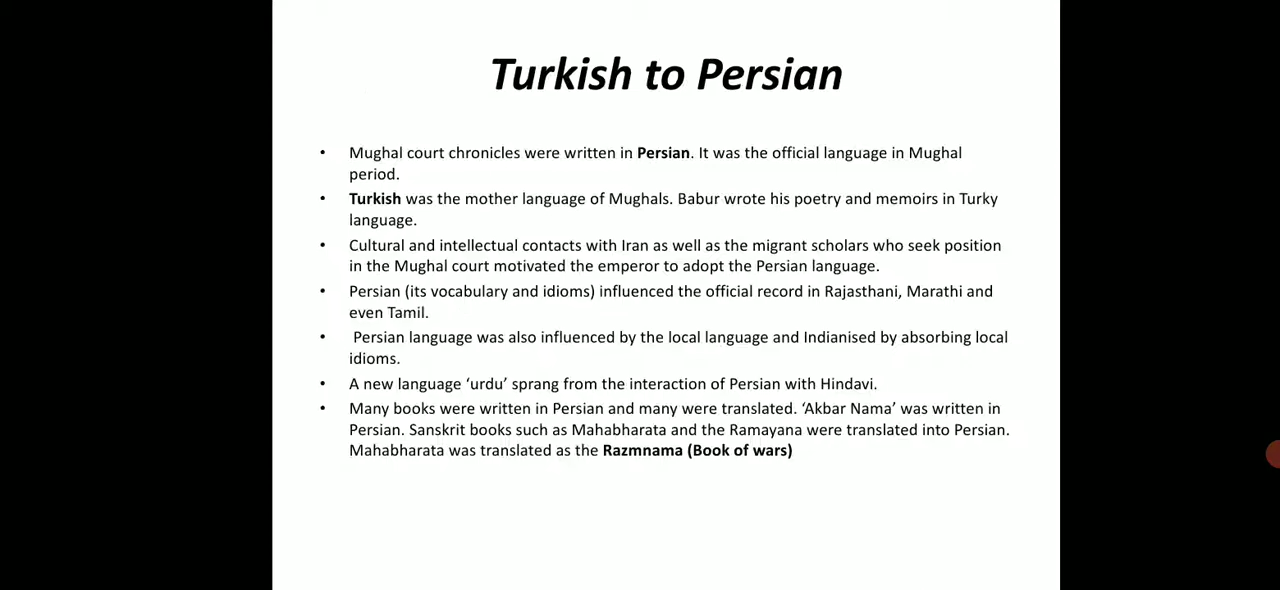 Turkish to Persian
• Mughal court chronicles were written in Persian. It was the official language in Mughal
period.
• Turkish was the mother language of Mughals. Babur wrote his poetry and memoirs in Turky
language.
• Cultural and intellectual contacts with Iran as well as the migrant scholars who seek position
in the Mughal court motivated the emperor to adopt the Persian language.
• Persian (its vocabulary and idioms) influenced the official record in Rajasthani, Marathi and
even Tamil.
• Persian language was also influenced by the local language and Indianised by absorbing local
idioms.
• A new language ‘urdu’ sprang from the interaction of Persian with Hindavi.
• Many books were written in Persian and many were translated. ‘Akbar Nama’ was written in
Persian. Sanskrit books such as Mahabharata and the Ramayana were translated into Persian.
Mahabharata was translated as the Razmnama (Book of wars)